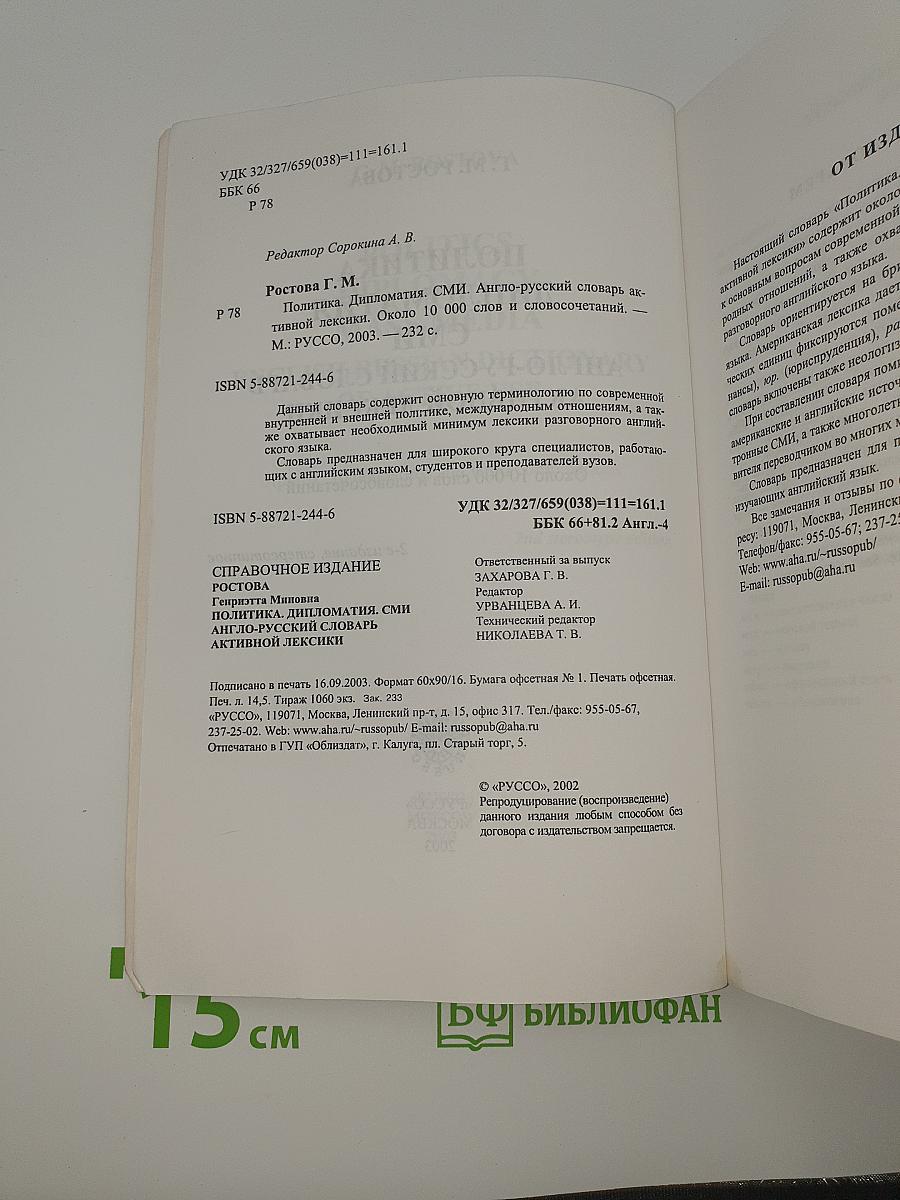 УДК 32/327/659(038)=111=161.1
ББК 66
Р 78
Редактор Сорокина А. В.
Ростова Г. М.
Р 78
Политика. Дипломатия. СМИ. Англо-русский словарь ак-
тивной лексики. Около 10 000 слов и словосочетаний. —
М.: РУССО, 2003. — 232 с.
ISBN 5-88721-244-6
Данный словарь содержит основную терминологию по современной
внутренней и внешней политике, международным отношениям, а так-
же охватывает необходимый минимум лексики разговорного англий-
ского языка.
Словарь предназначен для широкого круга специалистов, работаю-
щих с английским языком, студентов и преподавателей вузов.
ISBN 5-88721-244-6
УДК 32/327/659(038)=111=161.1
ББК 66+81.2 Англ.-4
СПРАВОЧНОЕ ИЗДАНИЕ
РОСТОВА
Генриэтта Миновна
ПОЛИТИКА. ДИПЛОМАТИЯ. СМИ
АНГЛО-РУССКИЙ СЛОВАРЬ
АКТИВНОЙ ЛЕКСИКИ
Ответственный за выпуск
ЗАХАРОВА Г. В.
Редактор
УРВАНЦЕВА А. И.
Технический редактор
НИКОЛАЕВА Т. В.
Подписано в печать 16.09.2003. Формат 60х90/16. Бумага офсетная № 1. Печать офсетная.
Печ. л. 14,5. Тираж 1060 экз. Зак. 233
«РУССО», 119071, Москва, Ленинский пр-т, д. 15, офис 317. Тел./факс: 955-05-67,
237-25-02. Web: www.aha.ru/~russopub/ E-mail: russopub@aha.ru
Отпечатано в ГУП «Облиздат», г. Калуга, пл. Старый торг, 5.
© «РУССО», 2002
Репродуцирование (воспроизведение)
данного издания любым способом без
договора с издательством запрещается.
ОТ ИЗД
Настоящий словарь «Политика.
активной лексики» содержит около
к основным вопросам современной
родных отношений, а также охва
разговорного английского языка.
Словарь ориентируется на бри
языка. Американская лексика дает
ческих единиц фиксируются поме
нансы), юр. (юриспруденция), ра
словарь включены также неологиз
При составлении словаря поми
американские и английские источ
тронные СМИ, а также многолетн
вителя переводчиком во многих м
Словарь предназначен для п
изучающих английский язык.
Все замечания и отзывы по
ресу: 119071, Москва, Ленински
Телефон/факс: 955-05-67; 237-25
Web: www.aha.ru/~russopub/
E-mail: russopub@aha.ru
15 см
БФ БИБЛИОФАН